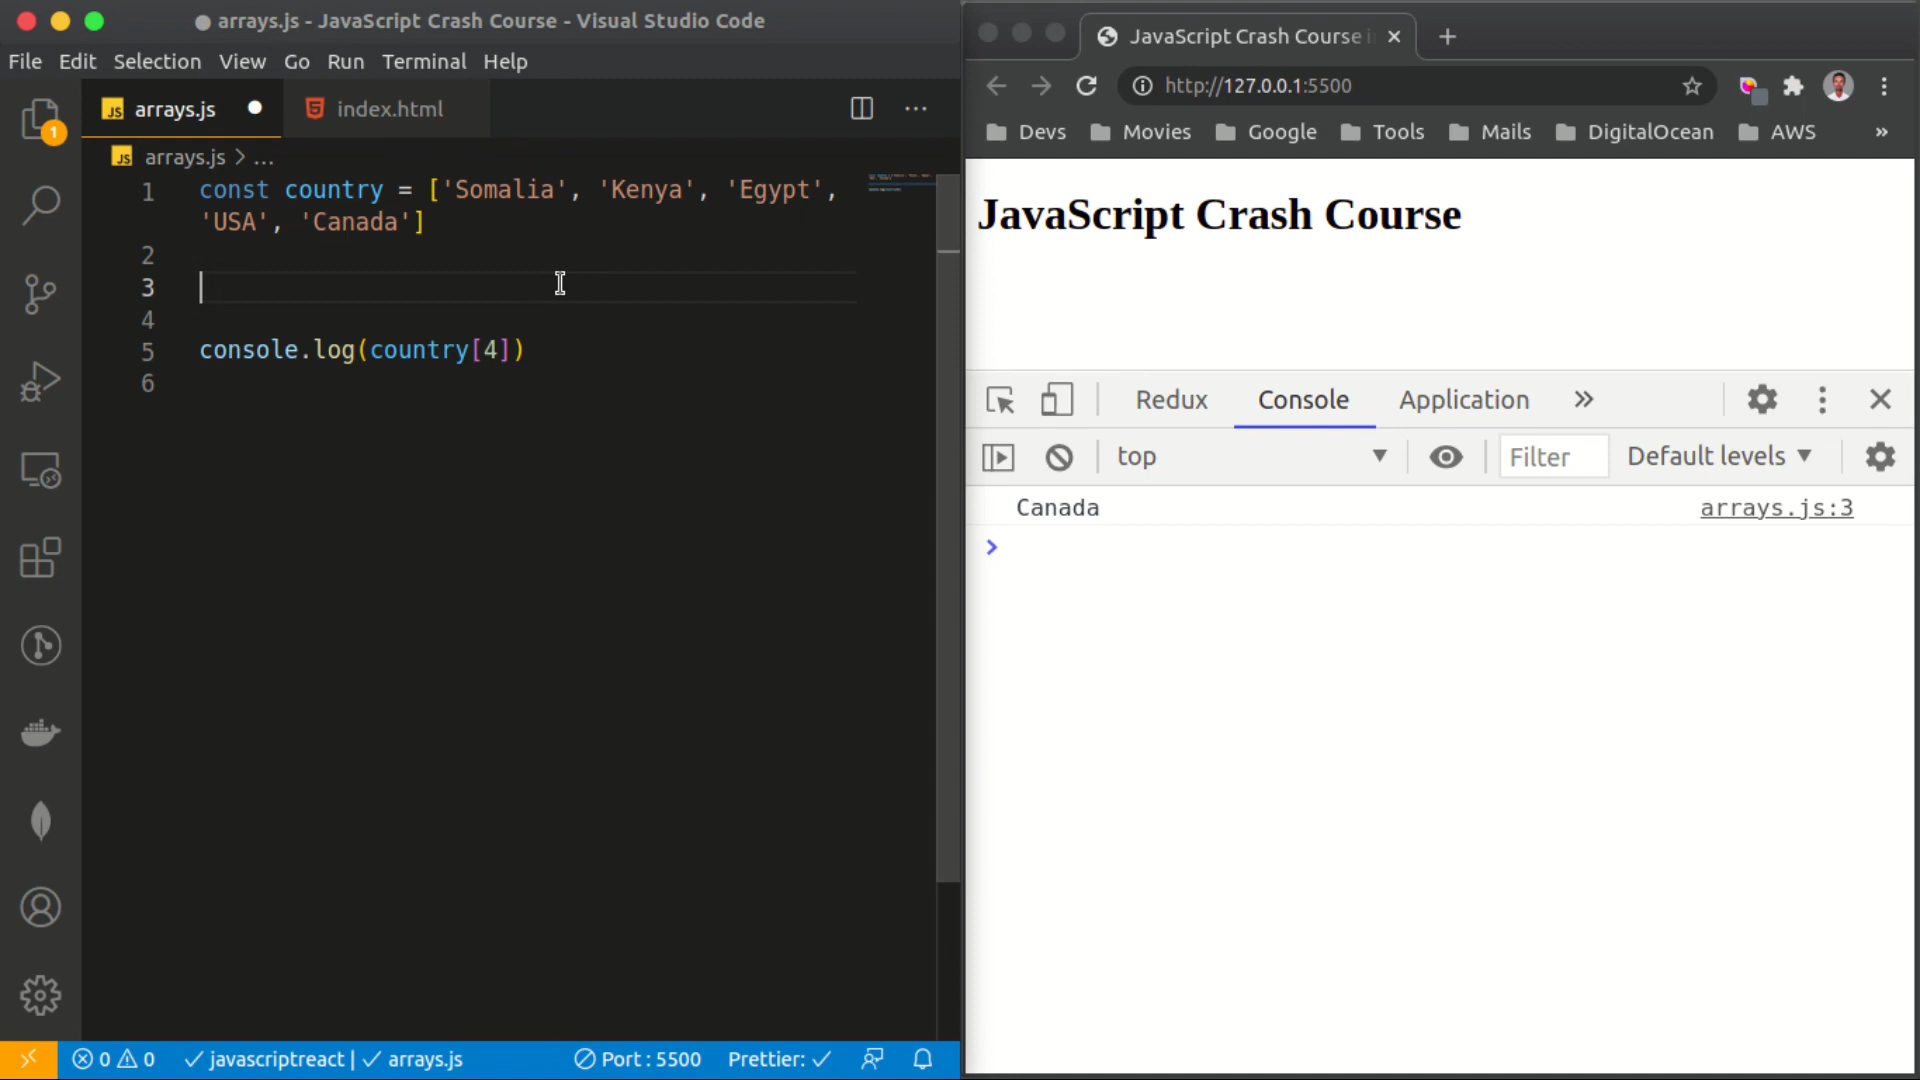 arrays.js - JavaScript Crash Course - Visual Studio Code
File Edit Selection View Go Run Terminal Help
JS arrays.js
index.html
1
JS arrays.js > ...
1 const country = ['Somalia', 'Kenya', 'Egypt',
'USA', 'Canada']
2
3
4
5 console.log(country[4])
6
0 0 javascriptreact | arrays.js Port : 5500 Prettier:
JavaScript Crash Course i
http://127.0.0.1:5500
Devs Movies Google Tools Mails DigitalOcean AWS »
JavaScript Crash Course
Redux Console Application »
top Filter Default levels
Canada arrays.js:3
>